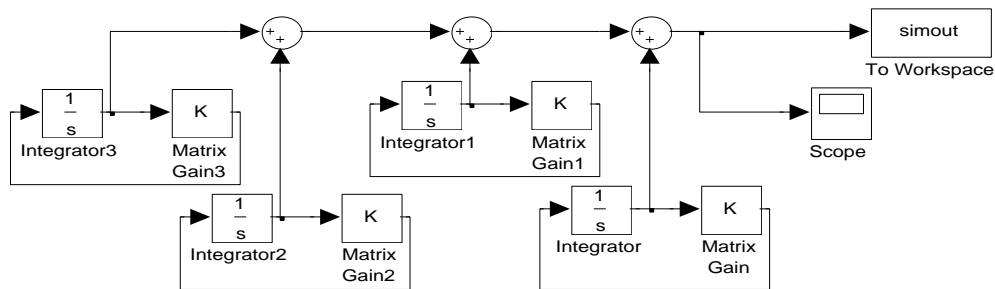 +
+
+
+
+
+
simout
To Workspace
1
s
Integrator3
K
Matrix
Gain3
1
s
Integrator1
K
Matrix
Gain1
Scope
1
s
Integrator2
K
Matrix
Gain2
1
s
Integrator
K
Matrix
Gain